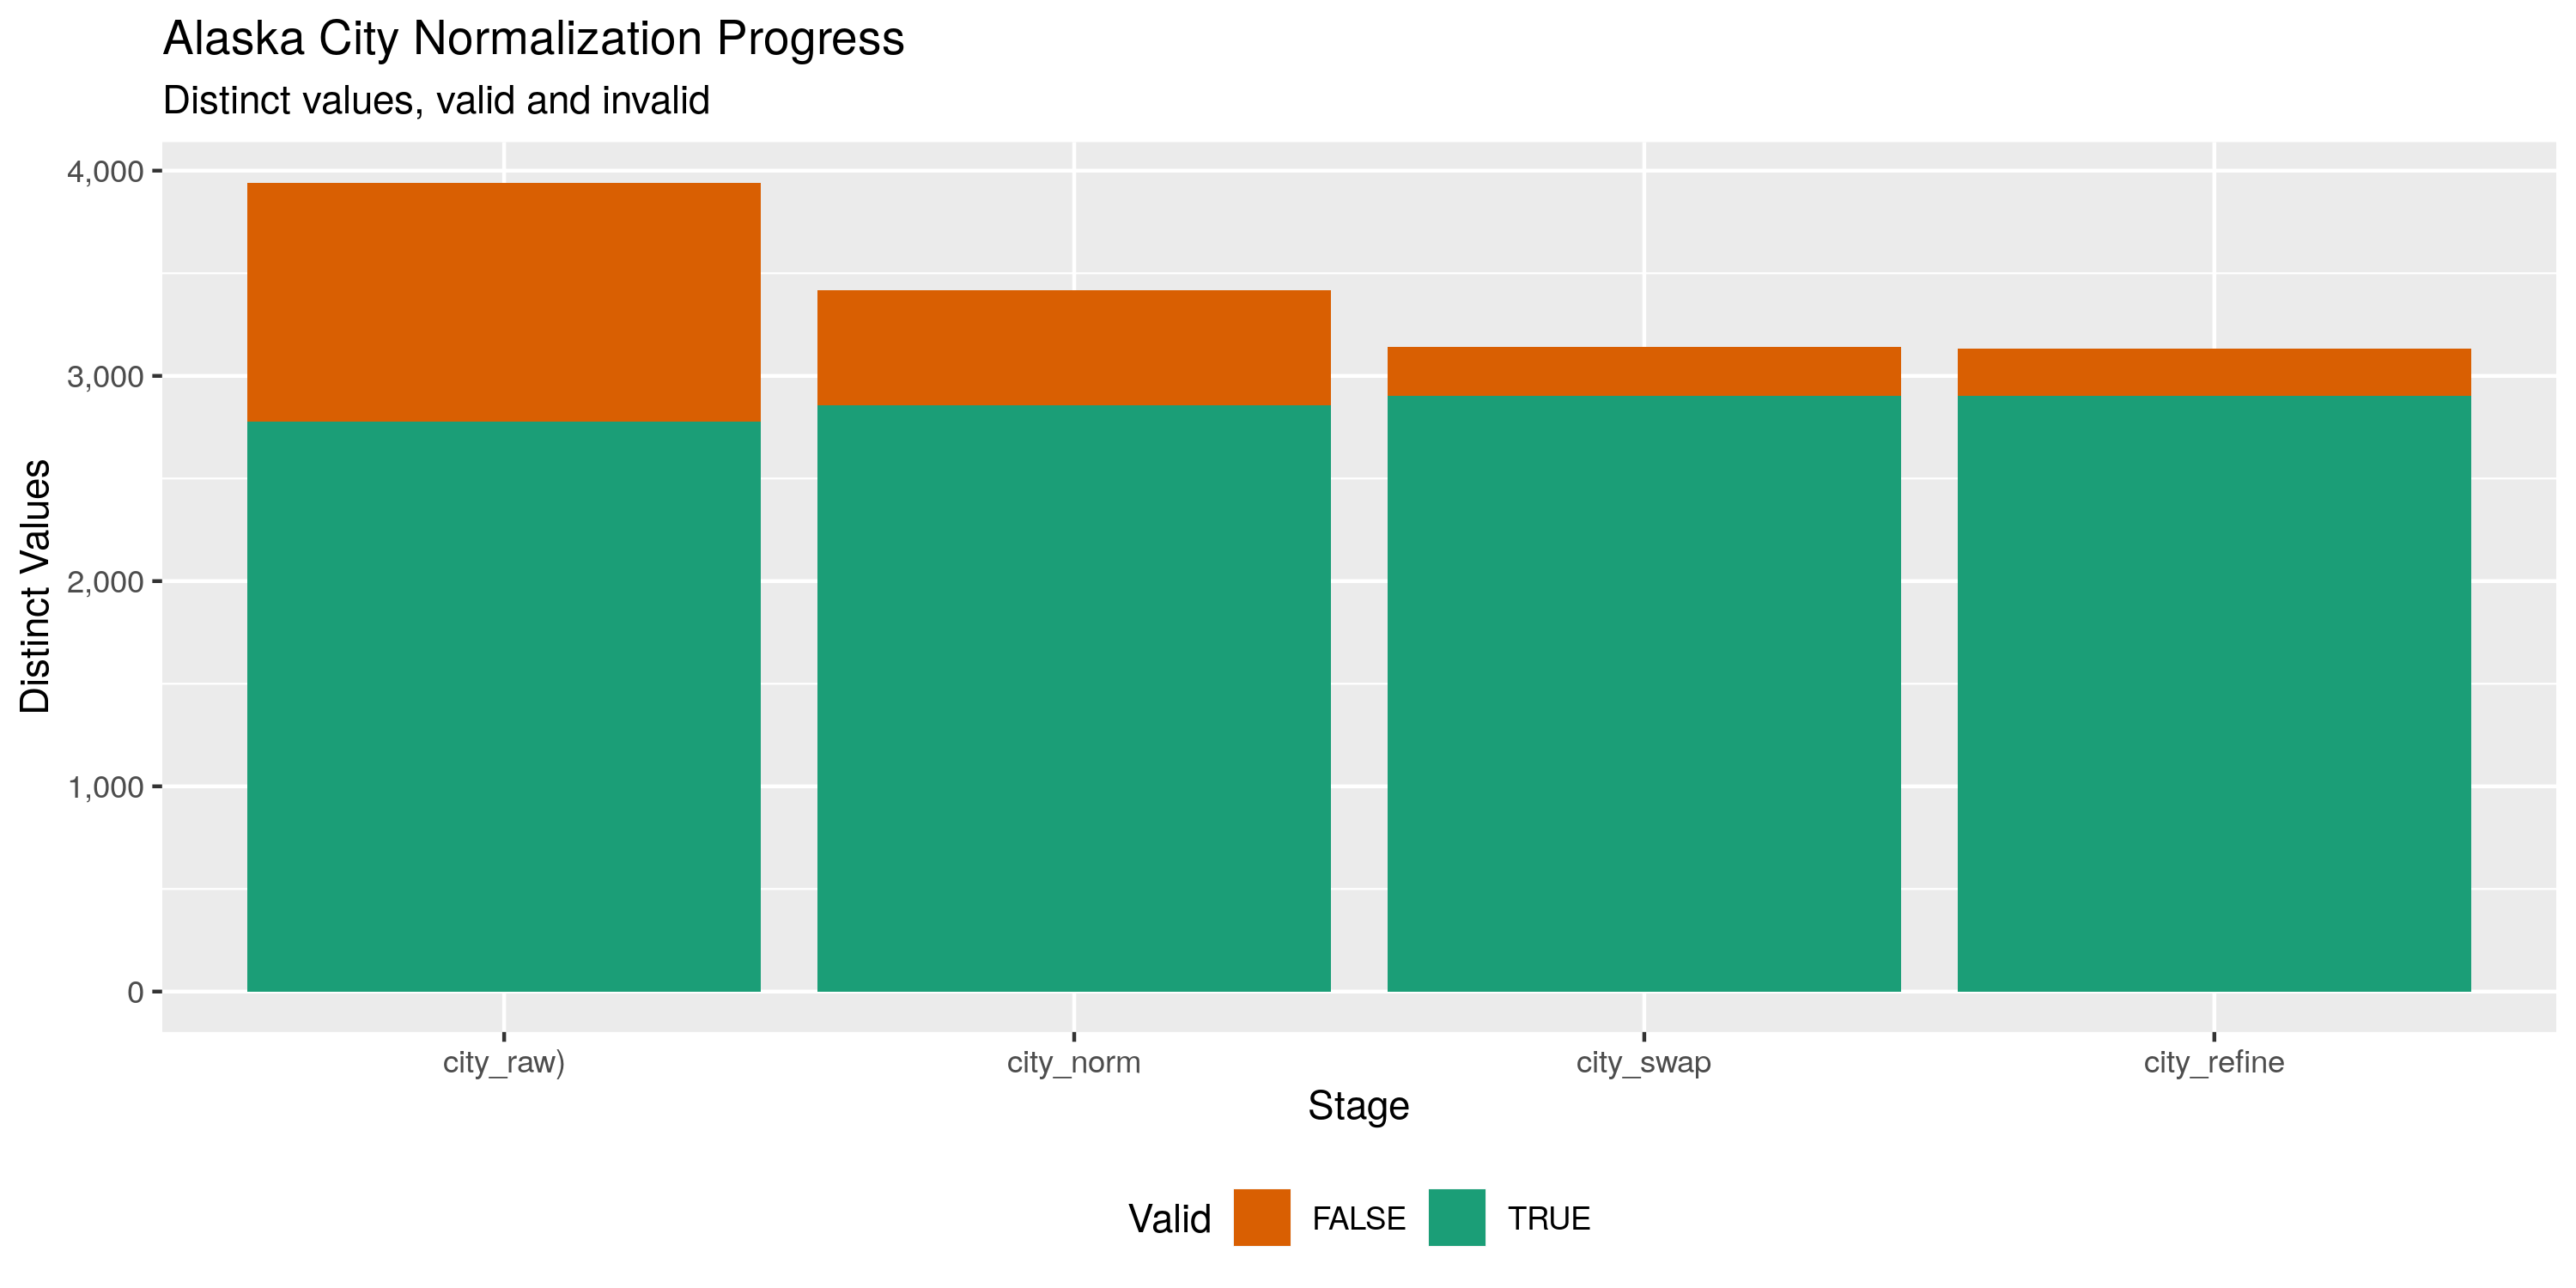 Alaska City Normalization Progress
Distinct values, valid and invalid
Distinct Values
4,000
3,000
2,000
1,000
0
city_raw) city_norm city_swap city_refine
Stage
Valid FALSE TRUE